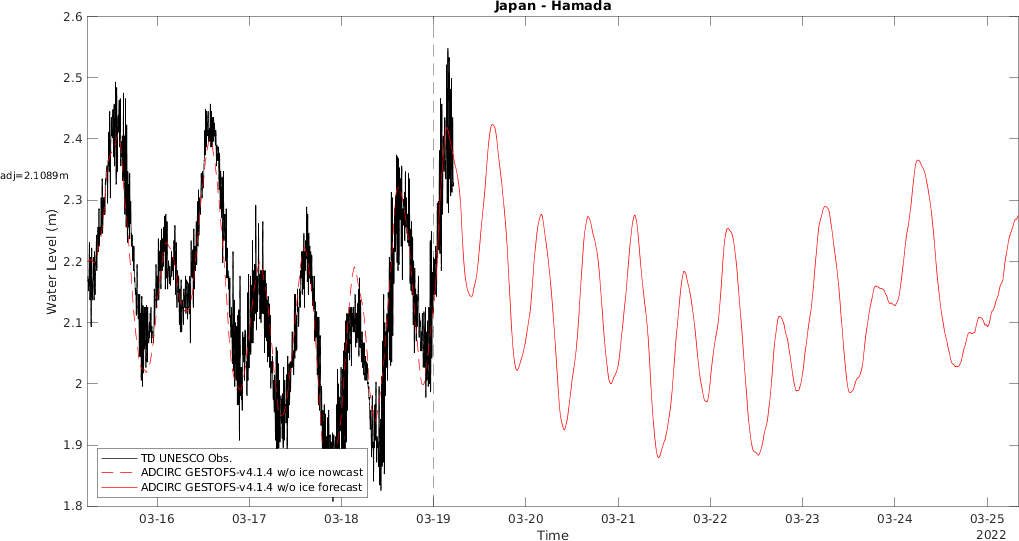 Japan - Hamada
2.6
2.5
2.4
adj=2.1089m
2.3
2.2
2.1
2
1.9
1.8
Water Level (m)
TD UNESCO Obs.
ADCIRC GESTOFS-v4.1.4 w/o ice nowcast
ADCIRC GESTOFS-v4.1.4 w/o ice forecast
03-16 03-17 03-18 03-19 03-20 03-21 03-22 03-23 03-24 03-25
Time
2022